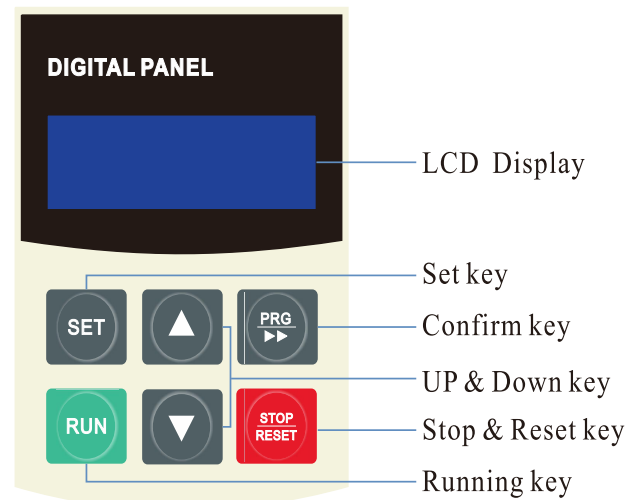 DIGITAL PANEL
LCD Display
Set key
SET
PRG
Confirm key
UP & Down key
RUN
STOP
RESET
Stop & Reset key
Running key